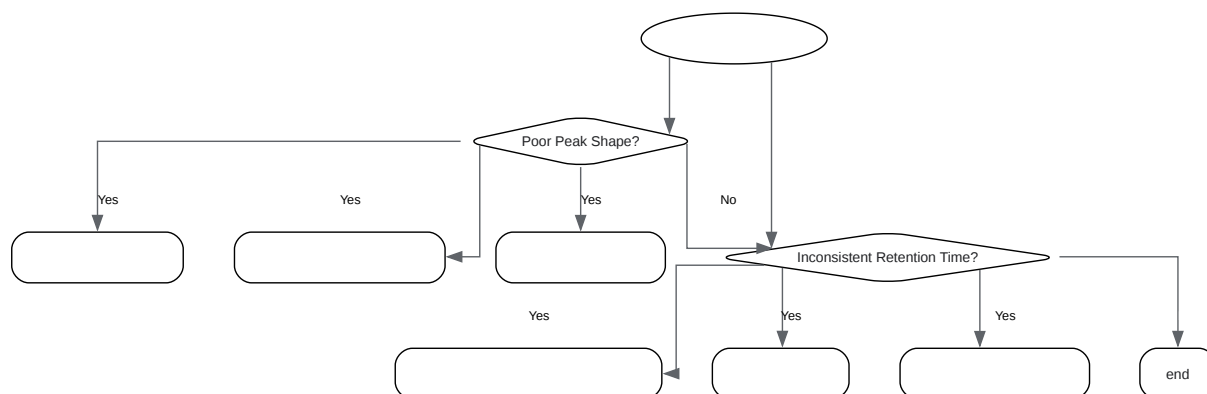 Poor Peak Shape?
Yes
Yes
Yes
No
Inconsistent Retention Time?
Yes
Yes
Yes
end